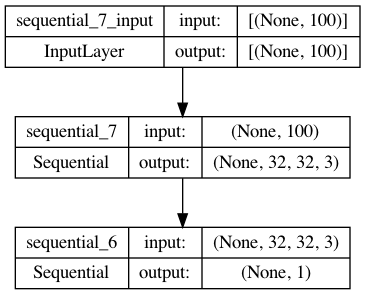 sequential_7_input input: [(None, 100)]
InputLayer output: [(None, 100)]
sequential_7 input: (None, 100)
Sequential output: (None, 32, 32, 3)
sequential_6 input: (None, 32, 32, 3)
Sequential output: (None, 1)